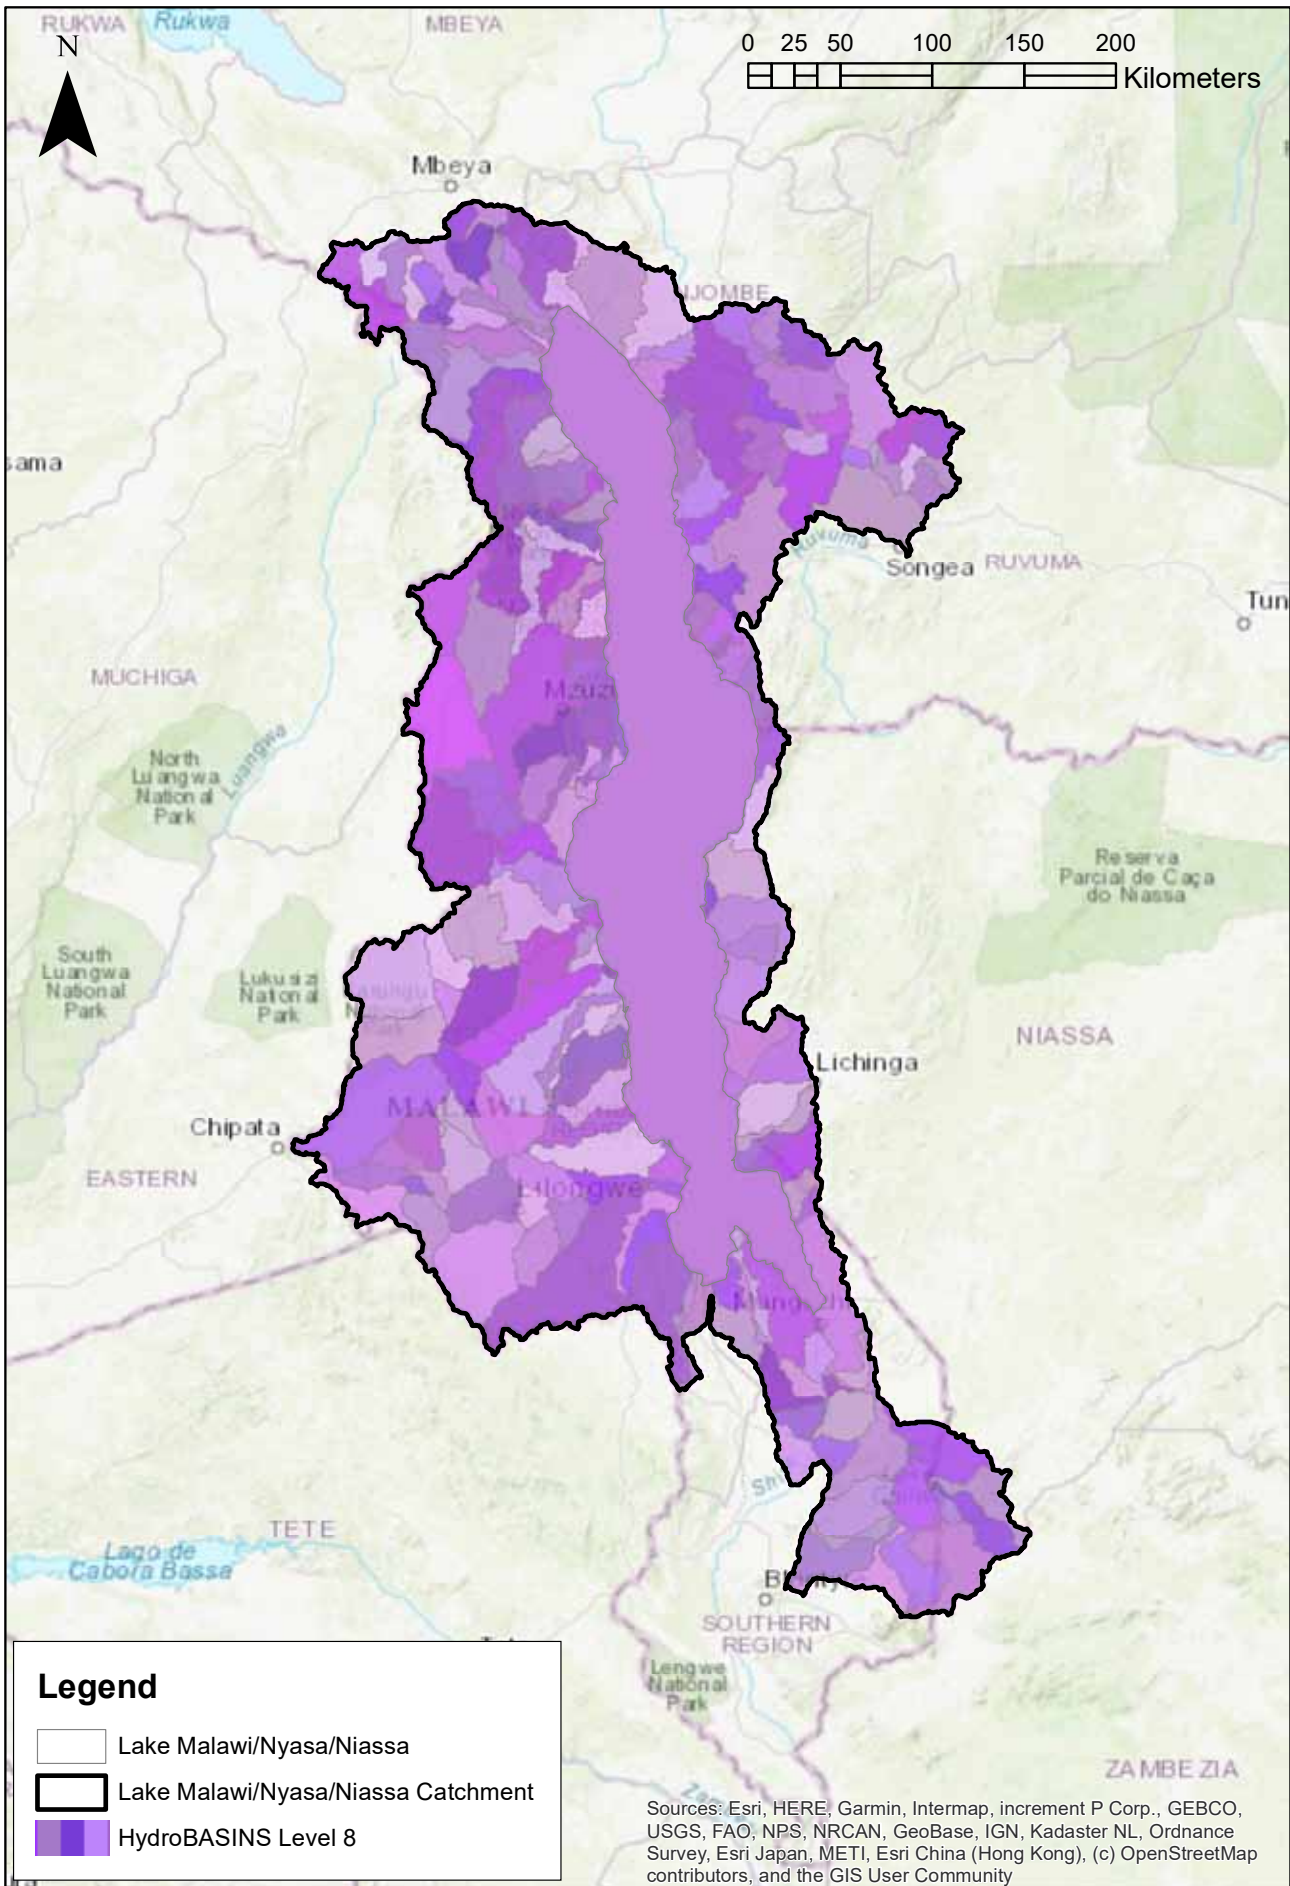 RUKWA
Rukwa
MBEYA
N
0 25 50 100 150 200
Kilometers
Mbeya
NJOMBE
Ruvuma
Songea
RUVUMA
Tun
sama
MUCHIGA
Mzuzu
North
Luangwa
National
Park
Luangwa
Reserva
Parcial de Caça
do Niassa
South
Luangwa
National
Park
Lukusuzi
National
Park
NIASSA
Lichinga
MALAWI
Chipata
EASTERN
Lilongwe
TETE
Lago de
Cabora Bassa
SOUTHERN
REGION
Lengwe
National
Park
ZAMBEZIA
Legend
Lake Malawi/Nyasa/Niassa
Lake Malawi/Nyasa/Niassa Catchment
HydroBASINS Level 8
Sources: Esri, HERE, Garmin, Intermap, increment P Corp., GEBCO,
USGS, FAO, NPS, NRCAN, GeoBase, IGN, Kadaster NL, Ordnance
Survey, Esri Japan, METI, Esri China (Hong Kong), (c) OpenStreetMap
contributors, and the GIS User Community